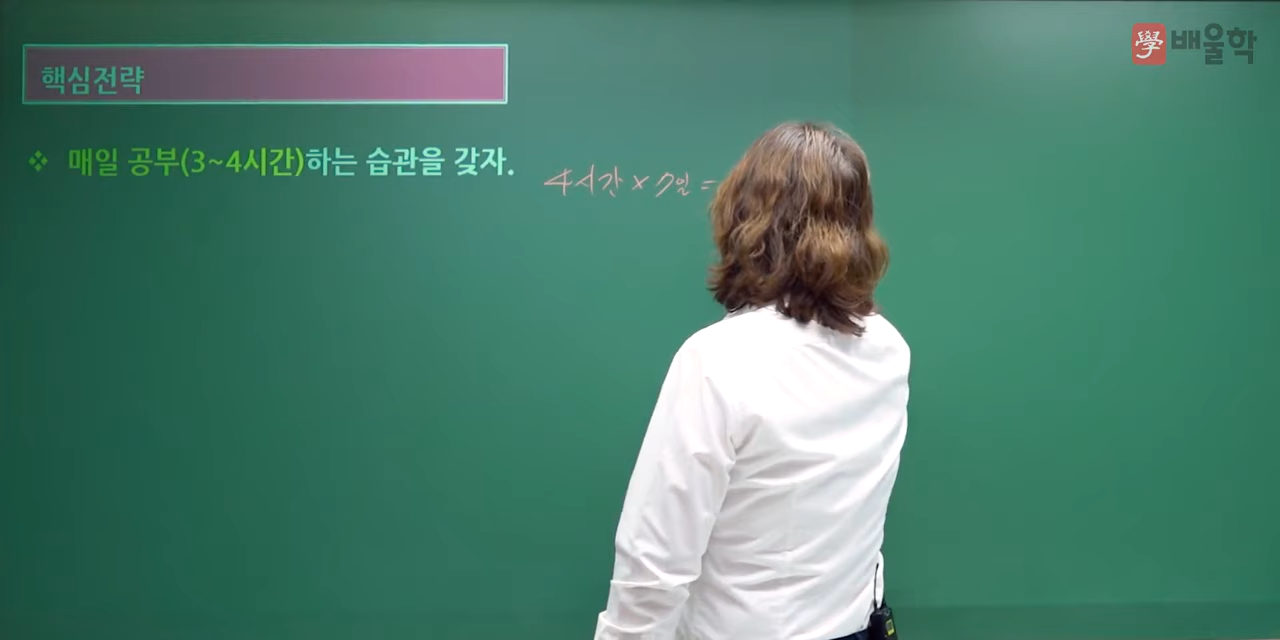 學 배울학
핵심전략
❖ 매일 공부(3~4시간)하는 습관을 갖자.
4시간 × 7일 =